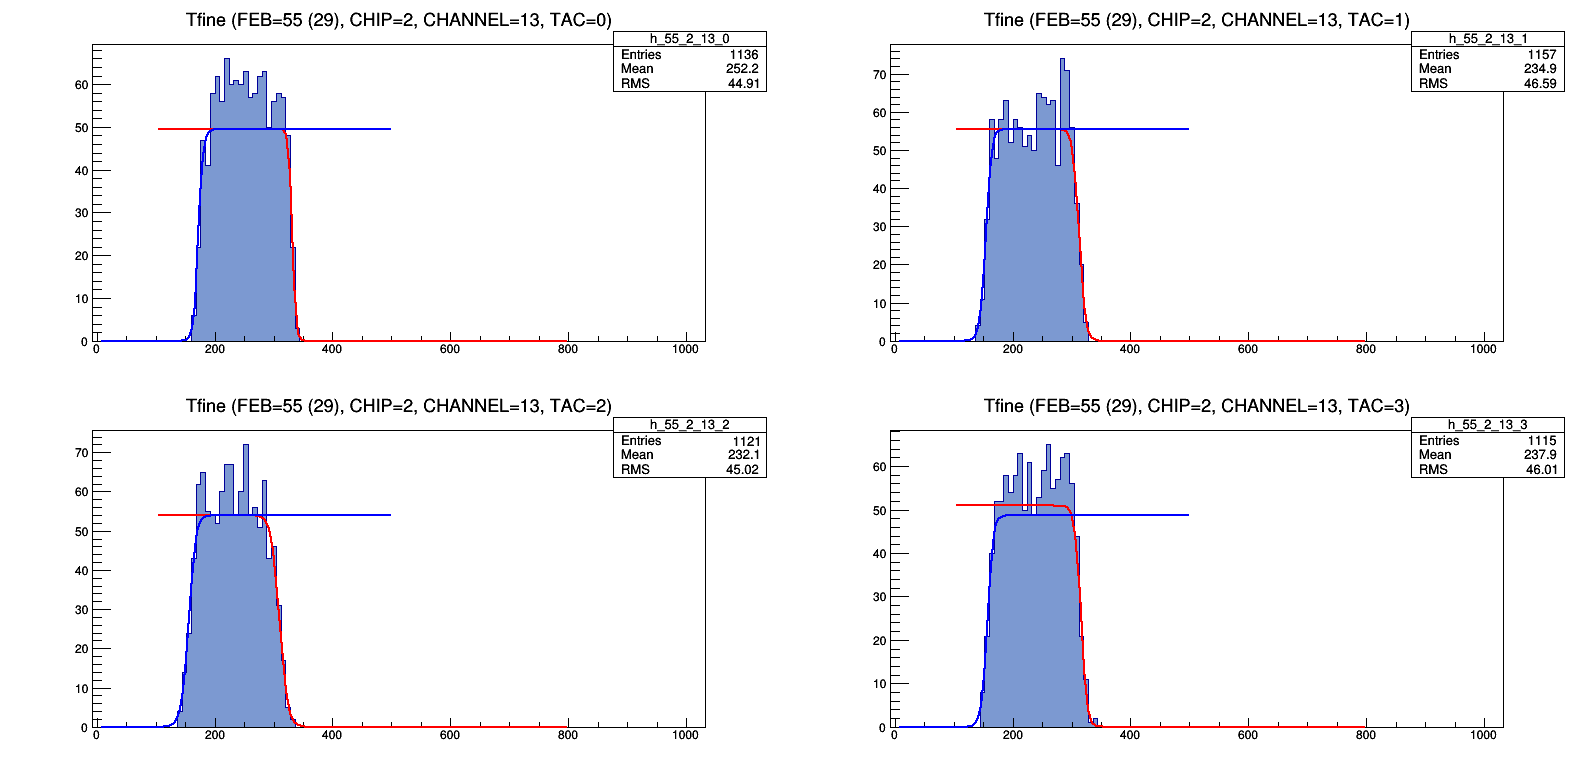 Tfine (FEB=55 (29), CHIP=2, CHANNEL=13, TAC=0)
h_55_2_13_0
Entries 1136
Mean 252.2
RMS 44.91
60
50
40
30
20
10
0
0 200 400 600 800 1000
Tfine (FEB=55 (29), CHIP=2, CHANNEL=13, TAC=1)
h_55_2_13_1
Entries 1157
Mean 234.9
RMS 46.59
70
60
50
40
30
20
10
0
0 200 400 600 800 1000
Tfine (FEB=55 (29), CHIP=2, CHANNEL=13, TAC=2)
h_55_2_13_2
Entries 1121
Mean 232.1
RMS 45.02
70
60
50
40
30
20
10
0
0 200 400 600 800 1000
Tfine (FEB=55 (29), CHIP=2, CHANNEL=13, TAC=3)
h_55_2_13_3
Entries 1115
Mean 237.9
RMS 46.01
60
50
40
30
20
10
0
0 200 400 600 800 1000